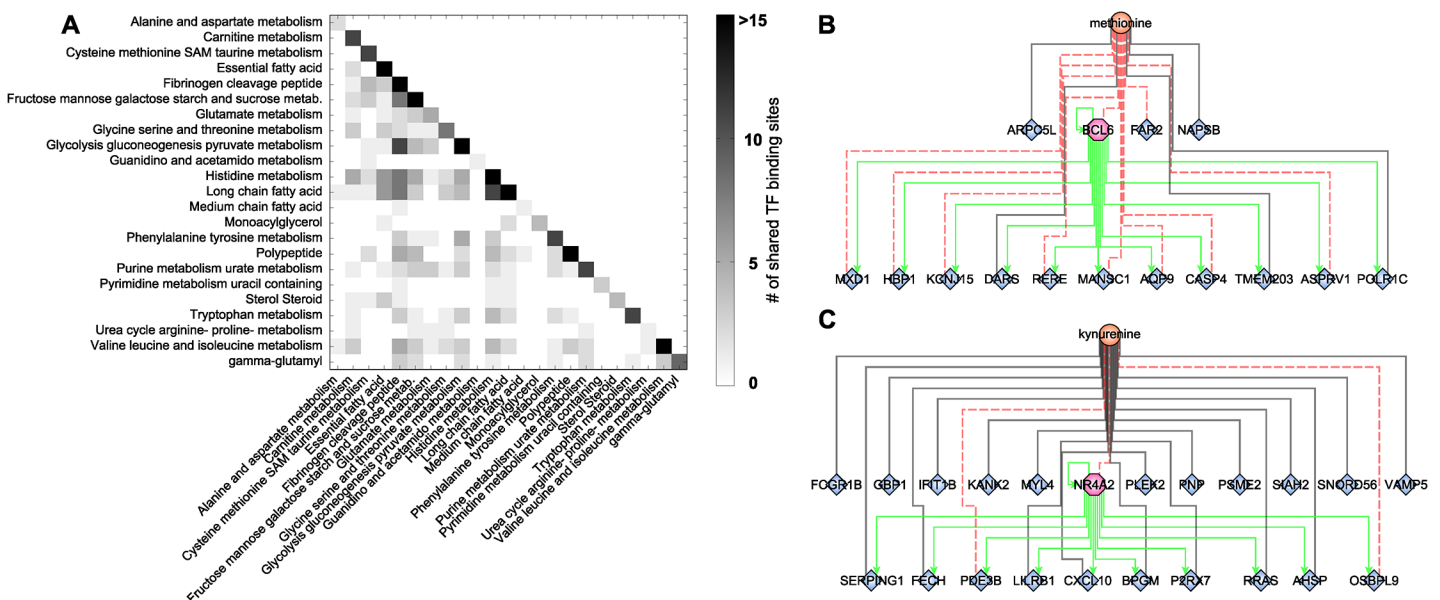 A
Alanine and aspartate metabolism
Carnitine metabolism
Cysteine methionine SAM taurine metabolism
Essential fatty acid
Fibrinogen cleavage peptide
Fructose mannose galactose starch and sucrose metab.
Glutamate metabolism
Glycine serine and threonine metabolism
Glycolysis gluconeogenesis pyruvate metabolism
Guanidino and acetamido metabolism
Histidine metabolism
Long chain fatty acid
Medium chain fatty acid
Monoacylglycerol
Phenylalanine tyrosine metabolism
Polypeptide
Purine metabolism urate metabolism
Pyrimidine metabolism uracil containing
Sterol Steroid
Tryptophan metabolism
Urea cycle arginine- proline- metabolism
Valine leucine and isoleucine metabolism
gamma-glutamyl
Alanine and aspartate metabolism
Carnitine metabolism
Cysteine methionine SAM taurine metabolism
Essential fatty acid
Fibrinogen cleavage peptide
Fructose mannose galactose starch and sucrose metab.
Glutamate metabolism
Glycine serine and threonine metabolism
Glycolysis gluconeogenesis pyruvate metabolism
Guanidino and acetamido metabolism
Histidine metabolism
Long chain fatty acid
Medium chain fatty acid
Monoacylglycerol
Phenylalanine tyrosine metabolism
Polypeptide
Purine metabolism urate metabolism
Pyrimidine metabolism uracil containing
Sterol Steroid
Tryptophan metabolism
Urea cycle arginine- proline- metabolism
Valine leucine and isoleucine metabolism
gamma-glutamyl
>15
10
5
0
# of shared TF binding sites
B
methionine
ARPC5L BCL6 FAR2 NAPSB
MXD1 HBP1 KCNJ15 DARS RERE MANSC1 AQP9 CASP4 TMEM203 ASPRV1 POLR1C
C
kynurenine
FCGR1B GBP1 IFIT1B KANK2 MYL4 NR4A2 PLEK2 PNP PSME2 SIAH2 SNORD56 VAMP5
SERPING1 FECH PDE3B LILRB1 CXCL10 BPGM P2RX7 RRAS AHSP OSBPL9